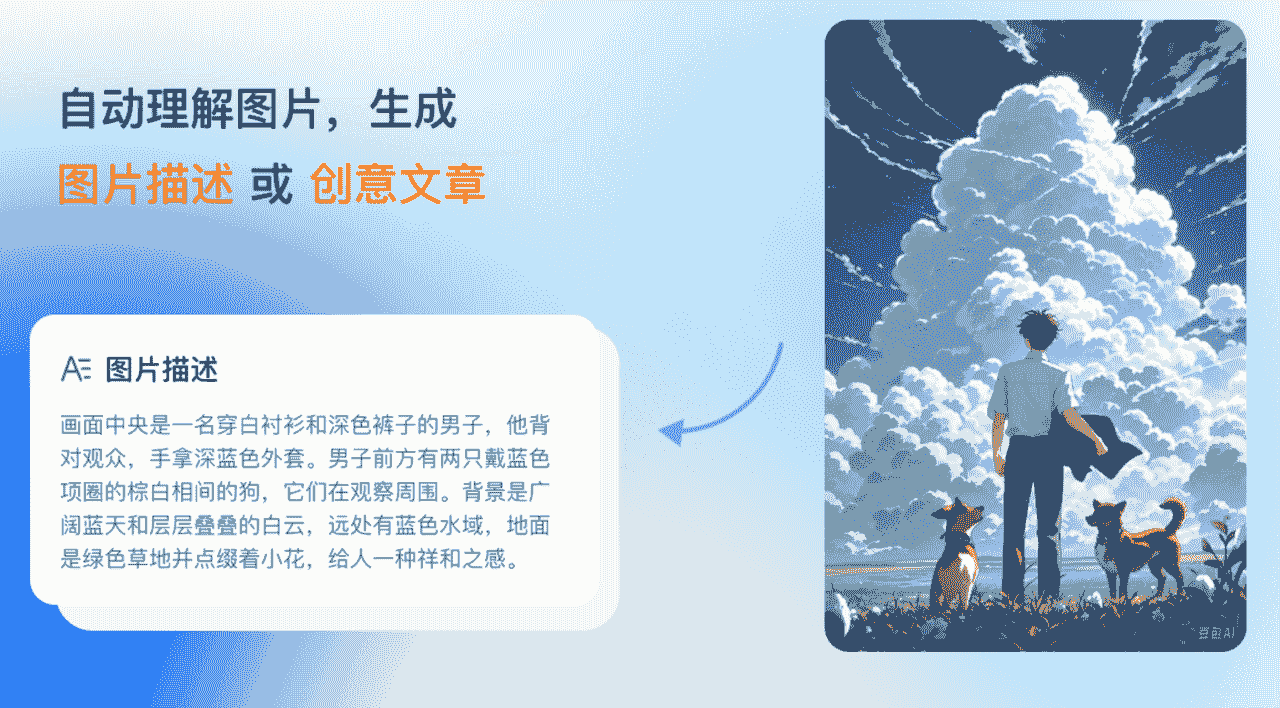 自动理解图片，生成
图片描述 或 创意文章
图片描述
画面中央是一名穿白衬衫和深色裤子的男子，他背
对观众，手拿深蓝色外套。男子前方有两只戴蓝色
项圈的棕白相间的狗，它们在观察周围。背景是广
阔蓝天和层层叠叠的白云，远处有蓝色水域，地面
是绿色草地并点缀着小花，给人一种祥和之感。
豆包AI